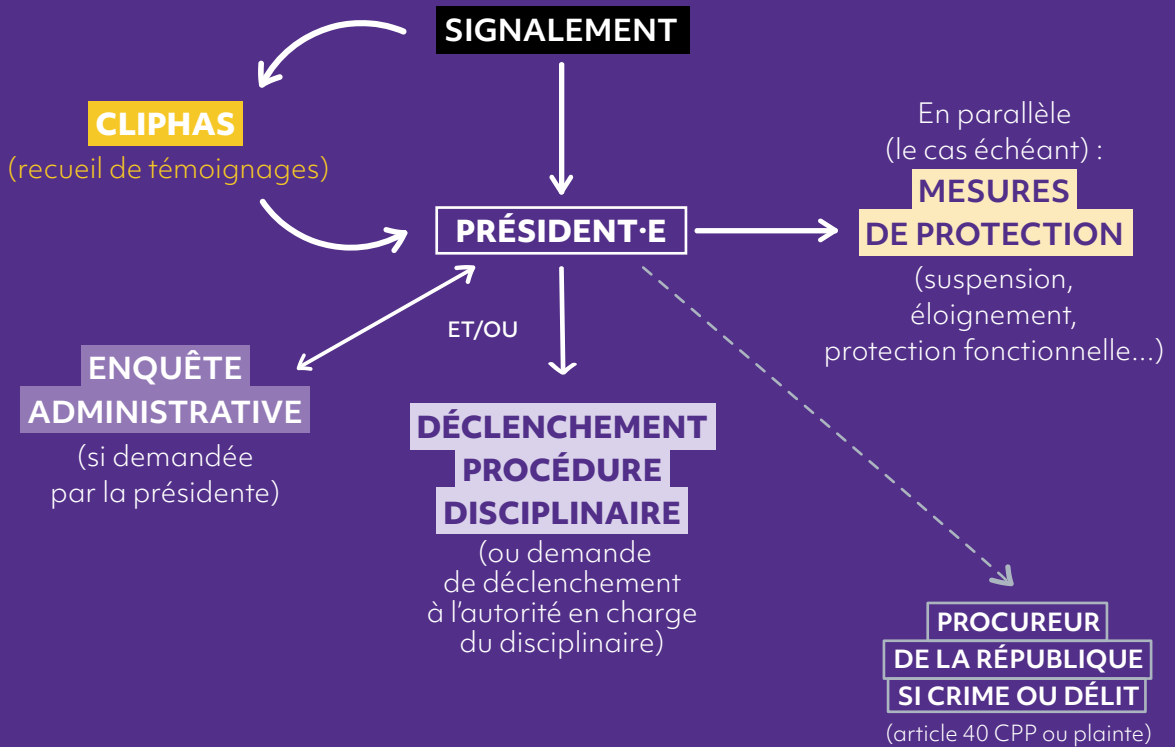 SIGNALEMENT
CLIPHAS
(recueil de témoignages)
En parallèle
(le cas échéant) :
MESURES
DE PROTECTION
(suspension,
éloignement,
protection fonctionnelle...)
PRÉSIDENT·E
ET/OU
ENQUÊTE
ADMINISTRATIVE
(si demandée
par la présidente)
DÉCLENCHEMENT
PROCÉDURE
DISCIPLINAIRE
(ou demande
de déclenchement
à l'autorité en charge
du disciplinaire)
PROCUREUR
DE LA RÉPUBLIQUE
SI CRIME OU DÉLIT
(article 40 CPP ou plainte)